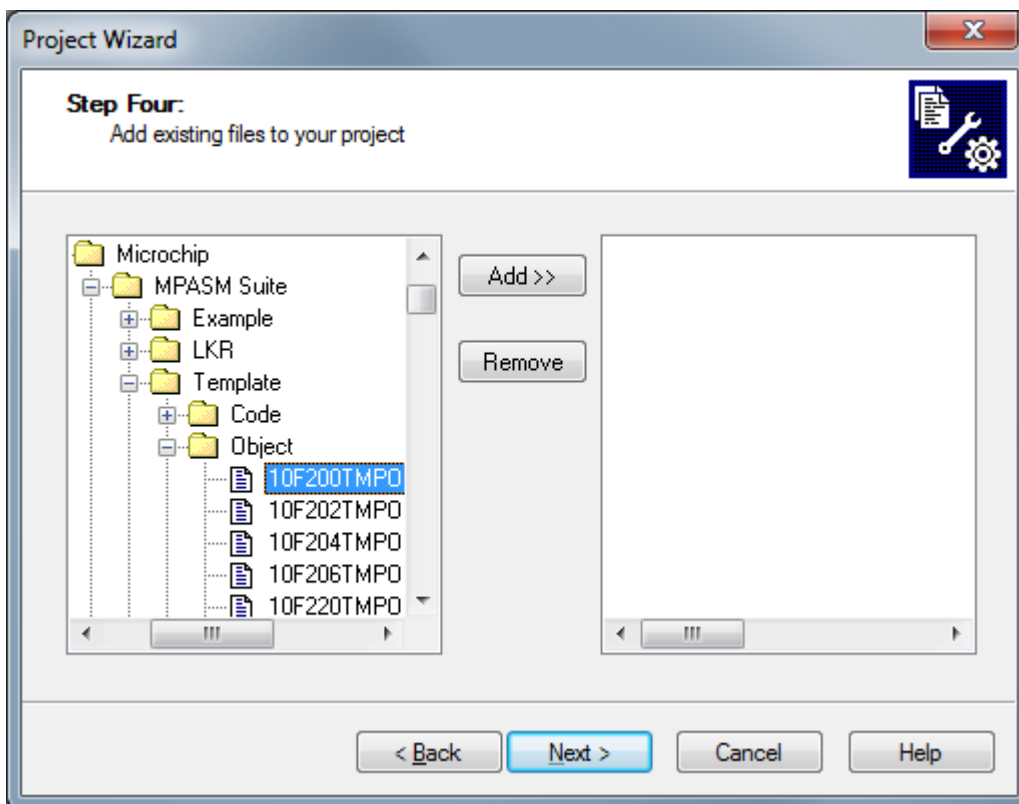 Project Wizard
Step Four:
Add existing files to your project
Microchip
MPASM Suite
Example
LKR
Template
Code
Object
10F200TMPO
10F202TMPO
10F204TMPO
10F206TMPO
10F220TMPO
Add >>
Remove
< Back
Next >
Cancel
Help